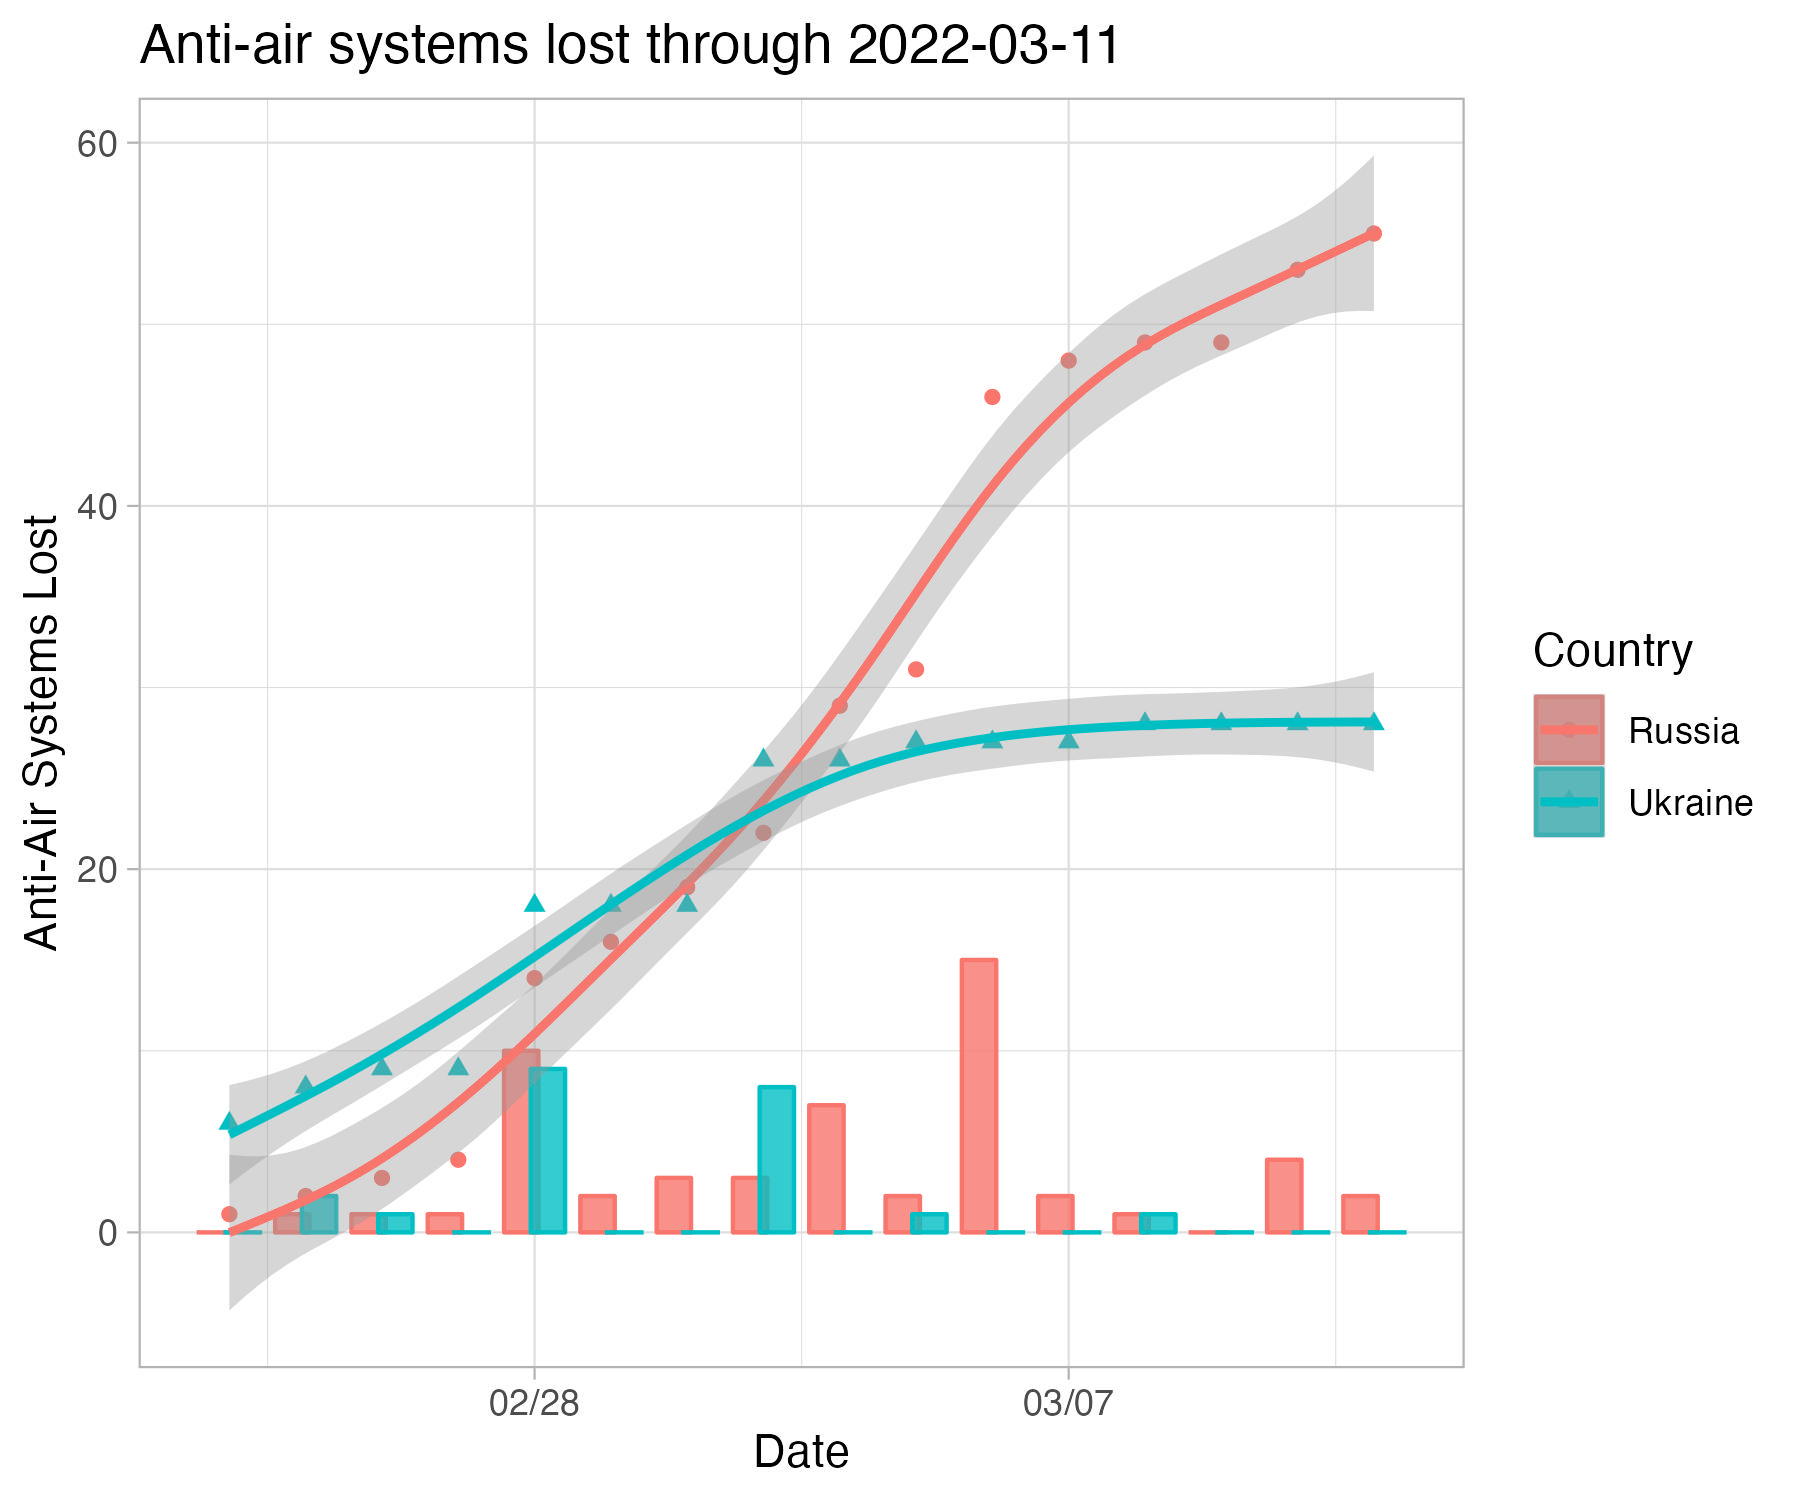 Anti-air systems lost through 2022-03-11
60
40
20
0
Anti-Air Systems Lost
02/28
03/07
Date
Country
Russia
Ukraine